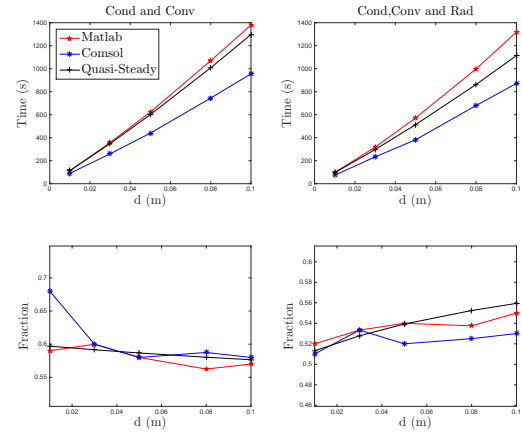 Cond and Conv
1400
1200
1000
800
600
400
200
0
Time (s)
Matlab
Comsol
Quasi-Steady
0 0.02 0.04 0.06 0.08 0.1
d (m)
Cond,Conv and Rad
1400
1200
1000
800
600
400
200
0
Time (s)
0 0.02 0.04 0.06 0.08 0.1
d (m)
0.7
0.65
0.6
0.55
Fraction
0.02 0.04 0.06 0.08 0.1
d (m)
0.6
0.58
0.56
0.54
0.52
0.5
0.48
0.46
Fraction
0.02 0.04 0.06 0.08 0.1
d (m)